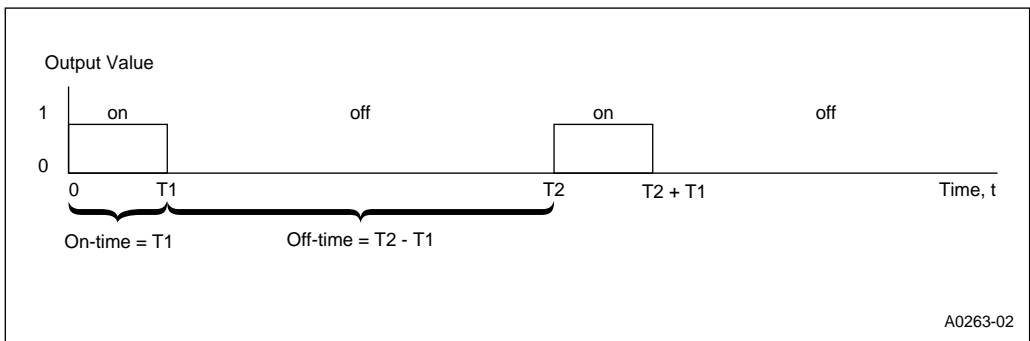 Output Value
1
on
off
on
off
0
0
T1
T2
T2 + T1
Time, t
On-time = T1
Off-time = T2 - T1
A0263-02